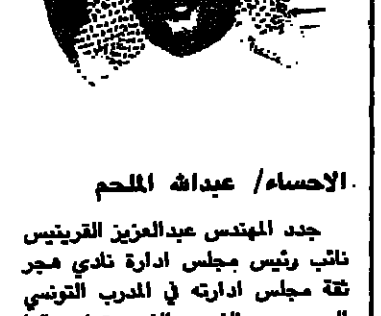 الاحساء/ عبدالله الملحم
جدد المهندس عبدالعزيز القرينيس
نائب رئيس مجلس ادارة نادي هجر
ثقة مجلس ادارته في المدرب التونسي